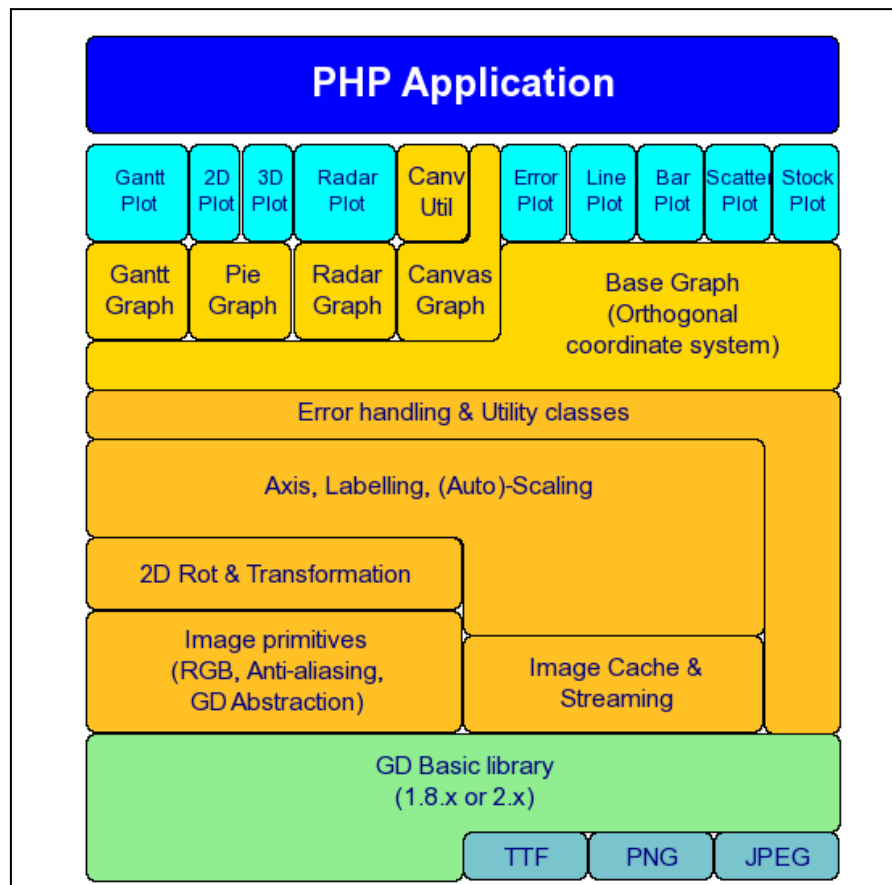 PHP Application
Gantt
Plot
2D
Plot
3D
Plot
Radar
Plot
Canv
Util
Error
Plot
Line
Plot
Bar
Plot
Scatter
Plot
Stock
Plot
Gantt
Graph
Pie
Graph
Radar
Graph
Canvas
Graph
Base Graph
(Orthogonal
coordinate system)
Error handling & Utility classes
Axis, Labelling, (Auto)-Scaling
2D Rot & Transformation
Image primitives
(RGB, Anti-aliasing,
GD Abstraction)
Image Cache &
Streaming
GD Basic library
(1.8.x or 2.x)
TTF
PNG
JPEG